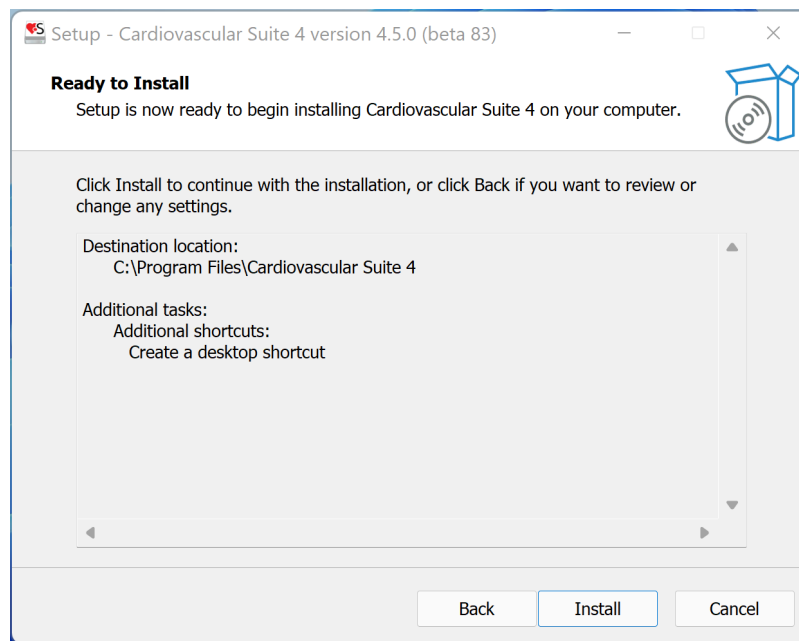 Setup - Cardiovascular Suite 4 version 4.5.0 (beta 83)
Ready to Install
Setup is now ready to begin installing Cardiovascular Suite 4 on your computer.
Click Install to continue with the installation, or click Back if you want to review or
change any settings.
Destination location:
C:\Program Files\Cardiovascular Suite 4
Additional tasks:
Additional shortcuts:
Create a desktop shortcut
Back
Install
Cancel